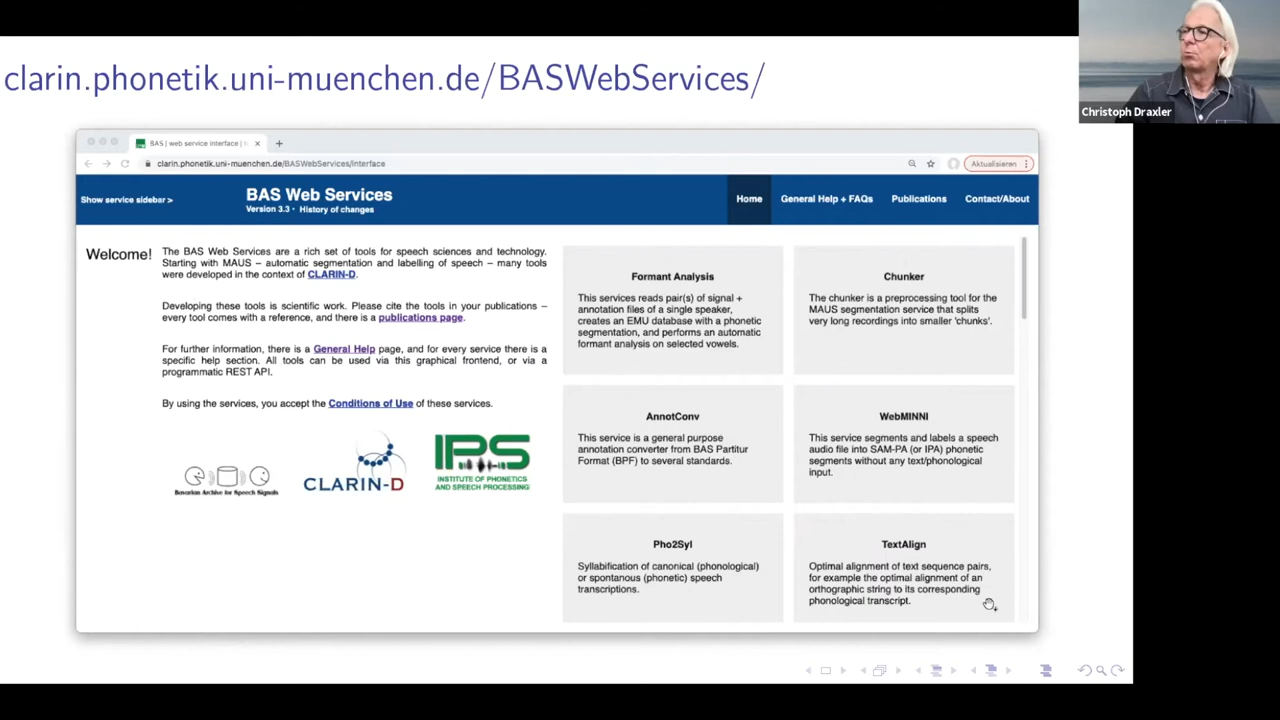 clarin.phonetik.uni-muenchen.de/BASWebServices/
Christoph Draxler
BAS | web service interface | t
clarin.phonetik.uni-muenchen.de/BASWebServices/interface
Aktualisieren
Show service sidebar >
BAS Web Services
Version 3.3 • History of changes
Home
General Help + FAQs
Publications
Contact/About
Welcome!
The BAS Web Services are a rich set of tools for speech sciences and technology.
Starting with MAUS – automatic segmentation and labelling of speech – many tools
were developed in the context of CLARIN-D.
Developing these tools is scientific work. Please cite the tools in your publications –
every tool comes with a reference, and there is a publications page.
For further information, there is a General Help page, and for every service there is a
specific help section. All tools can be used via this graphical frontend, or via a
programmatic REST API.
By using the services, you accept the Conditions of Use of these services.
Bavarian Archive for Speech Signals
CLARIN-D
IPS
INSTITUTE OF PHONETICS
AND SPEECH PROCESSING
Formant Analysis
This services reads pair(s) of signal +
annotation files of a single speaker,
creates an EMU database with a phonetic
segmentation, and performs an automatic
formant analysis on selected vowels.
Chunker
The chunker is a preprocessing tool for the
MAUS segmentation service that splits
very long recordings into smaller 'chunks'.
AnnotConv
This service is a general purpose
annotation converter from BAS Partitur
Format (BPF) to several standards.
WebMINNI
This service segments and labels a speech
audio file into SAM-PA (or IPA) phonetic
segments without any text/phonological
input.
Pho2Syl
Syllabification of canonical (phonological)
or spontanous (phonetic) speech
transcriptions.
TextAlign
Optimal alignment of text sequence pairs,
for example the optimal alignment of an
orthographic string to its corresponding
phonological transcript.